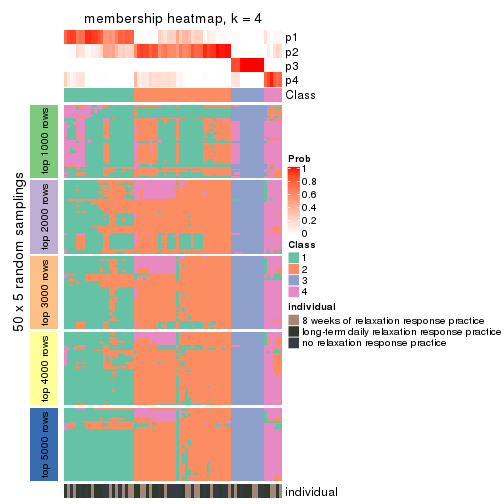 membership heatmap, k = 4
p1
p2
p3
p4
Class
50 x 5 random samplings
top 1000 rows
top 2000 rows
top 3000 rows
top 4000 rows
top 5000 rows
Prob
1
0.8
0.6
0.4
0.2
0
Class
1
2
3
4
individual
8 weeks of relaxation response practice
long-term daily relaxation response practice
no relaxation response practice
individual